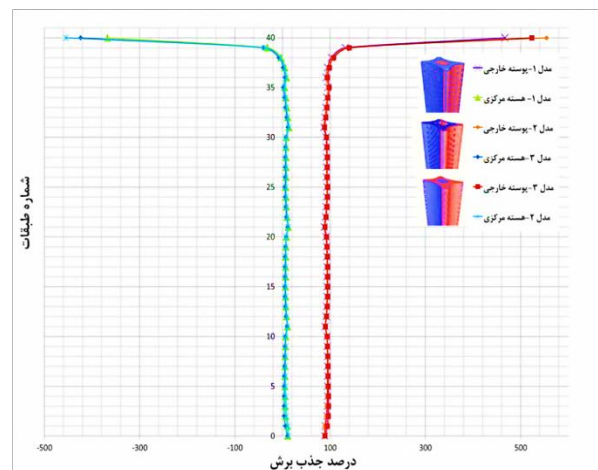 40
35
30
25
20
15
10
5
0
شماره طبقات
-500
-100
100
300
500
درصد جذب برش
مدل ۱-پوسته خارجی
مدل ۱- هسته مرکزی
مدل ۲-پوسته خارجی
مدل ۳-هسته مرکزی
مدل ۳-پوسته خارجی
مدل ۲-هسته مرکزی